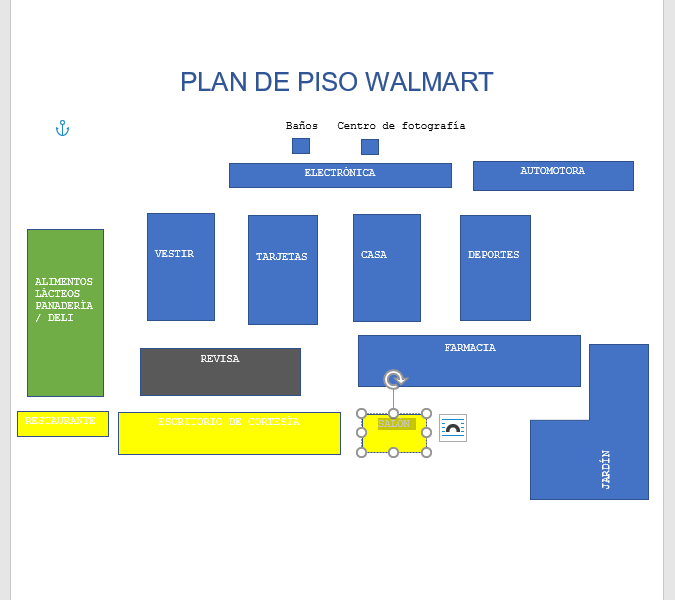 PLAN DE PISO WALMART
Baños
Centro de fotografía
ELECTRÓNICA
AUTOMOTORA
VESTIR
TARJETAS
CASA
DEPORTES
ALIMENTOS
LÁCTEOS
PANADERÍA
/ DELI
REVISA
FARMACIA
RESTAURANTE
ESCRITORIO DE CORTESÍA
SALÓN
JARDÍN